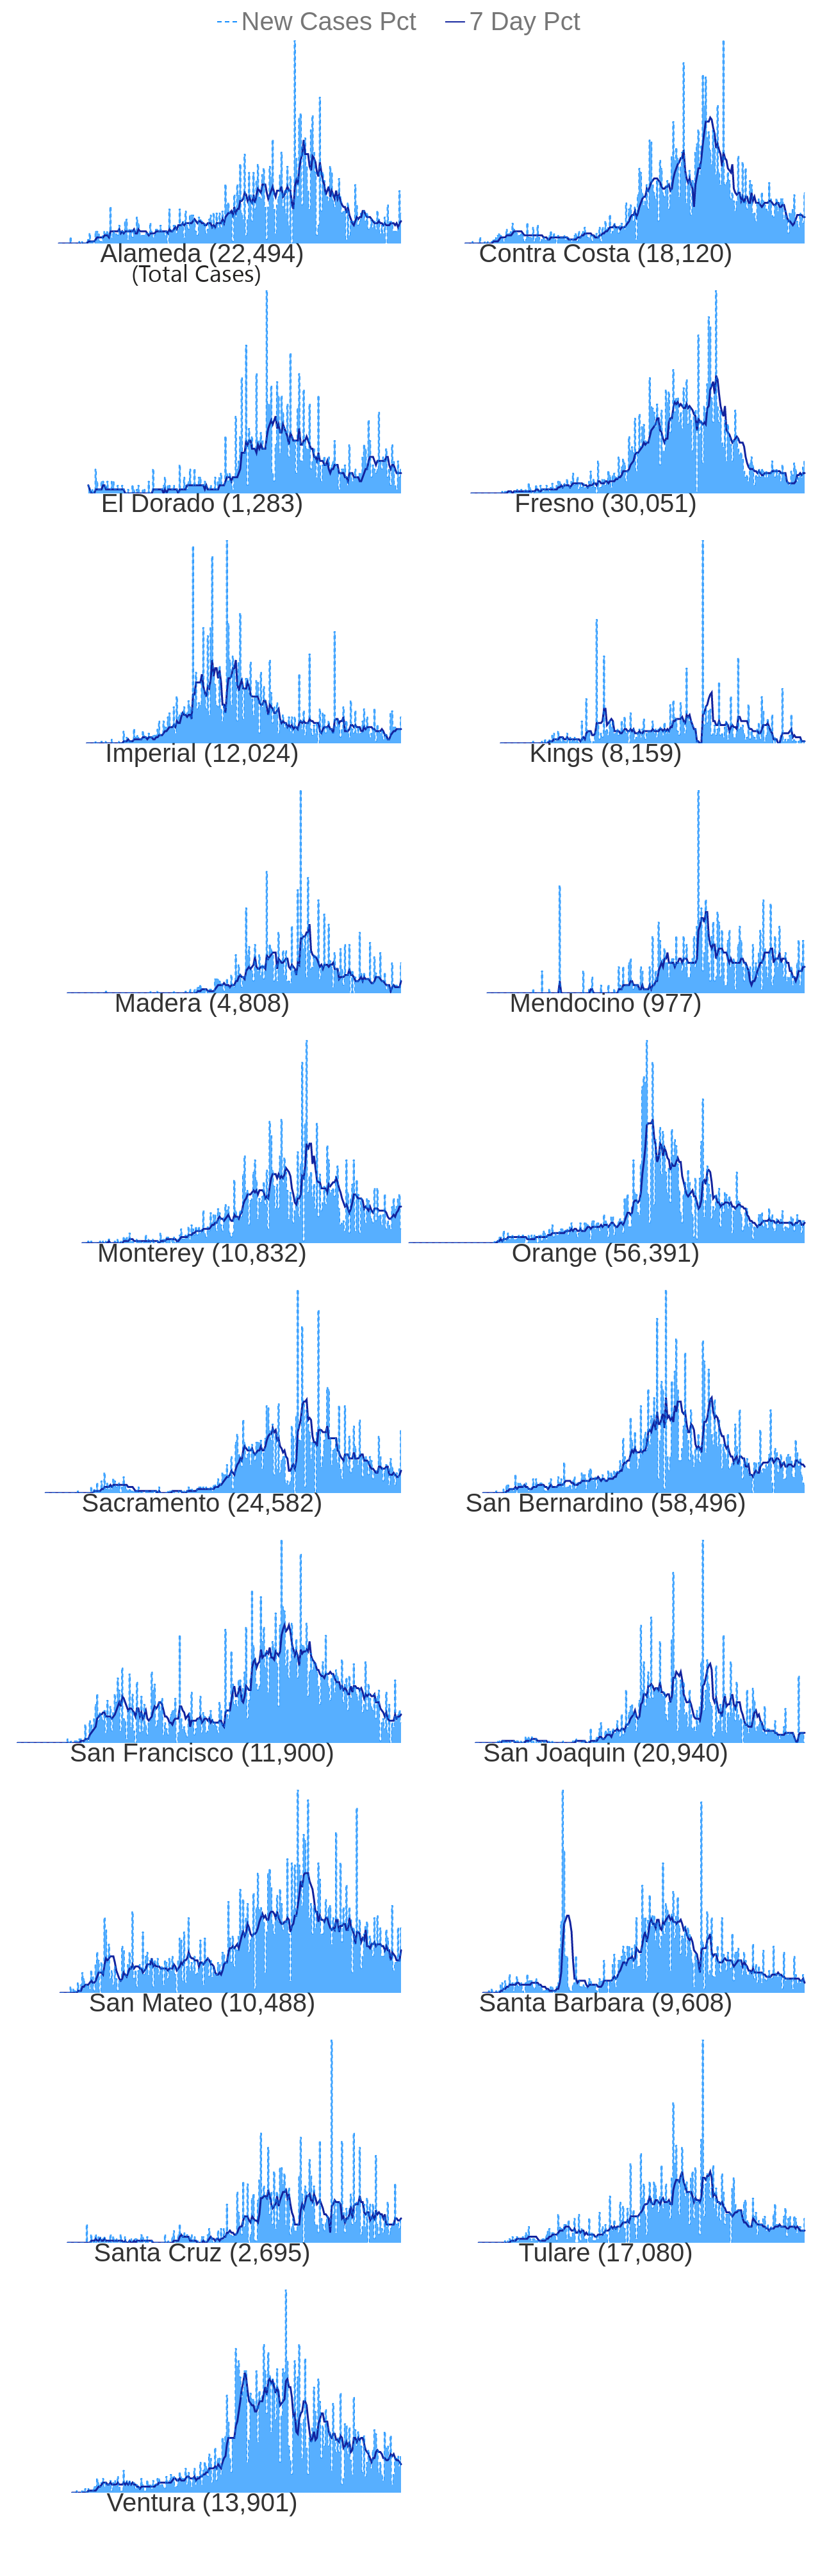 New Cases Pct 7 Day Pct
Alameda (22,494) Contra Costa (18,120)
(Total Cases)
El Dorado (1,283) Fresno (30,051)
Imperial (12,024) Kings (8,159)
Madera (4,808) Mendocino (977)
Monterey (10,832) Orange (56,391)
Sacramento (24,582) San Bernardino (58,496)
San Francisco (11,900) San Joaquin (20,940)
San Mateo (10,488) Santa Barbara (9,608)
Santa Cruz (2,695) Tulare (17,080)
Ventura (13,901)